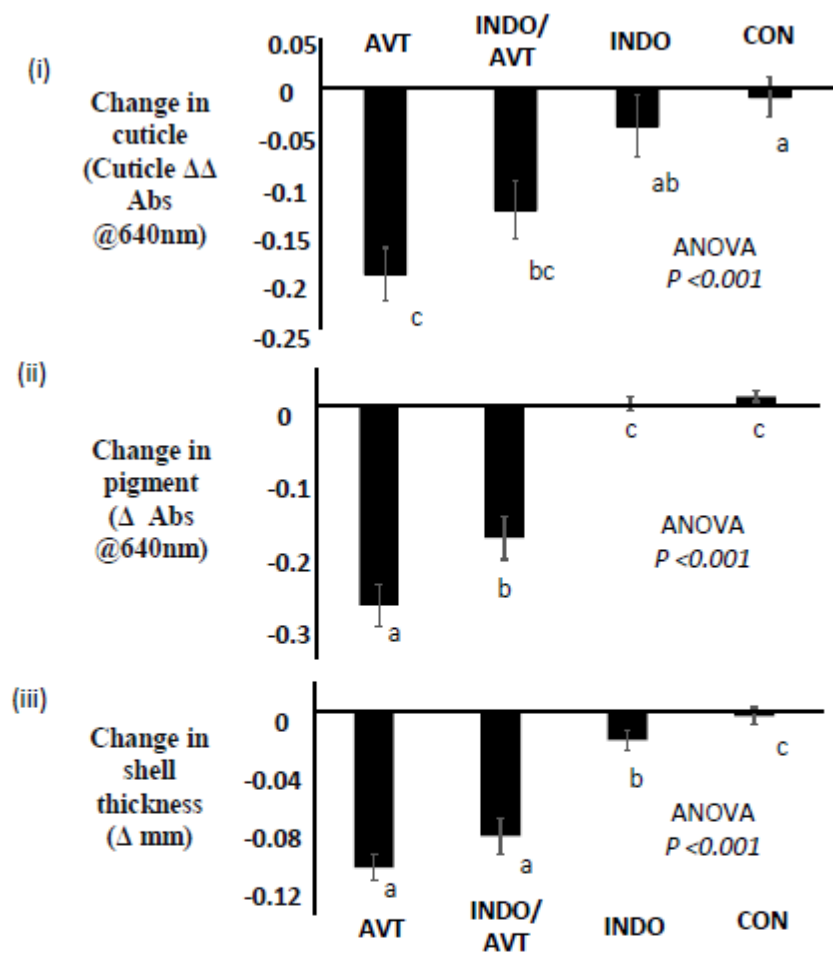 AVT INDO/ INDO CON
AVT
(i)
Change in
cuticle
(Cuticle ΔΔ
Abs
@640nm)
0.05
0
-0.05
-0.1
-0.15
-0.2
-0.25
c
bc
ab
a
ANOVA
P <0.001
(ii)
Change in
pigment
(Δ Abs
@640nm)
0
-0.1
-0.2
-0.3
a
b
c
c
ANOVA
P <0.001
(iii)
Change in
shell
thickness
(Δ mm)
0
-0.04
-0.08
-0.12
a
a
b
c
ANOVA
P <0.001
AVT INDO/ INDO CON
AVT